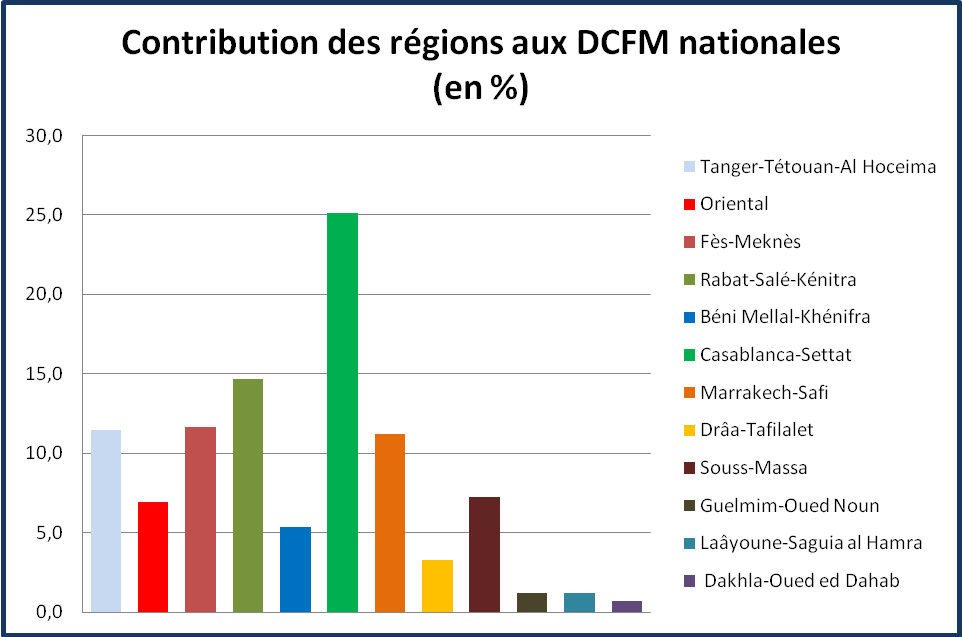 Contribution des régions aux DCFM nationales
(en %)
30,0
25,0
20,0
15,0
10,0
5,0
0,0
Tanger-Tétouan-Al Hoceima
Oriental
Fès-Meknès
Rabat-Salé-Kénitra
Béni Mellal-Khénifra
Casablanca-Settat
Marrakech-Safi
Drâa-Tafilalet
Souss-Massa
Guelmim-Oued Noun
Laâyoune-Saguia al Hamra
Dakhla-Oued ed Dahab